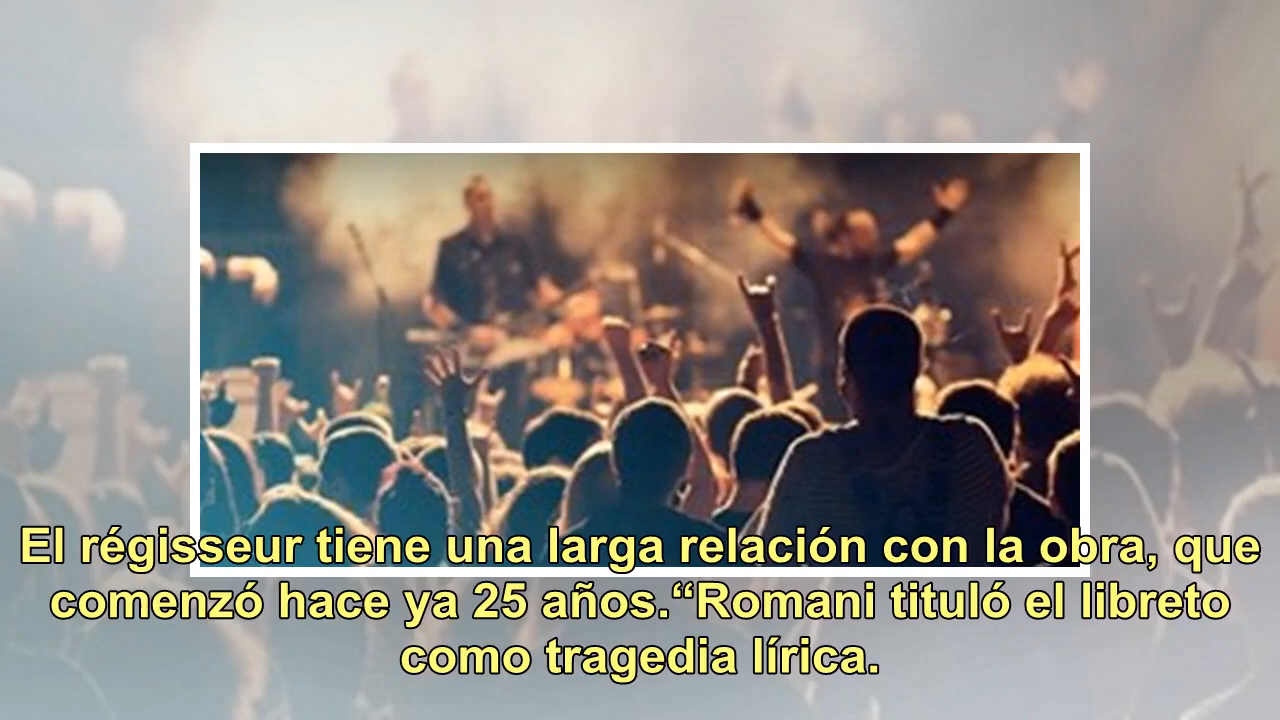 El régisseur tiene una larga relación con la obra, que
comenzó hace ya 25 años.“Romani tituló el libreto
como tragedia lírica.